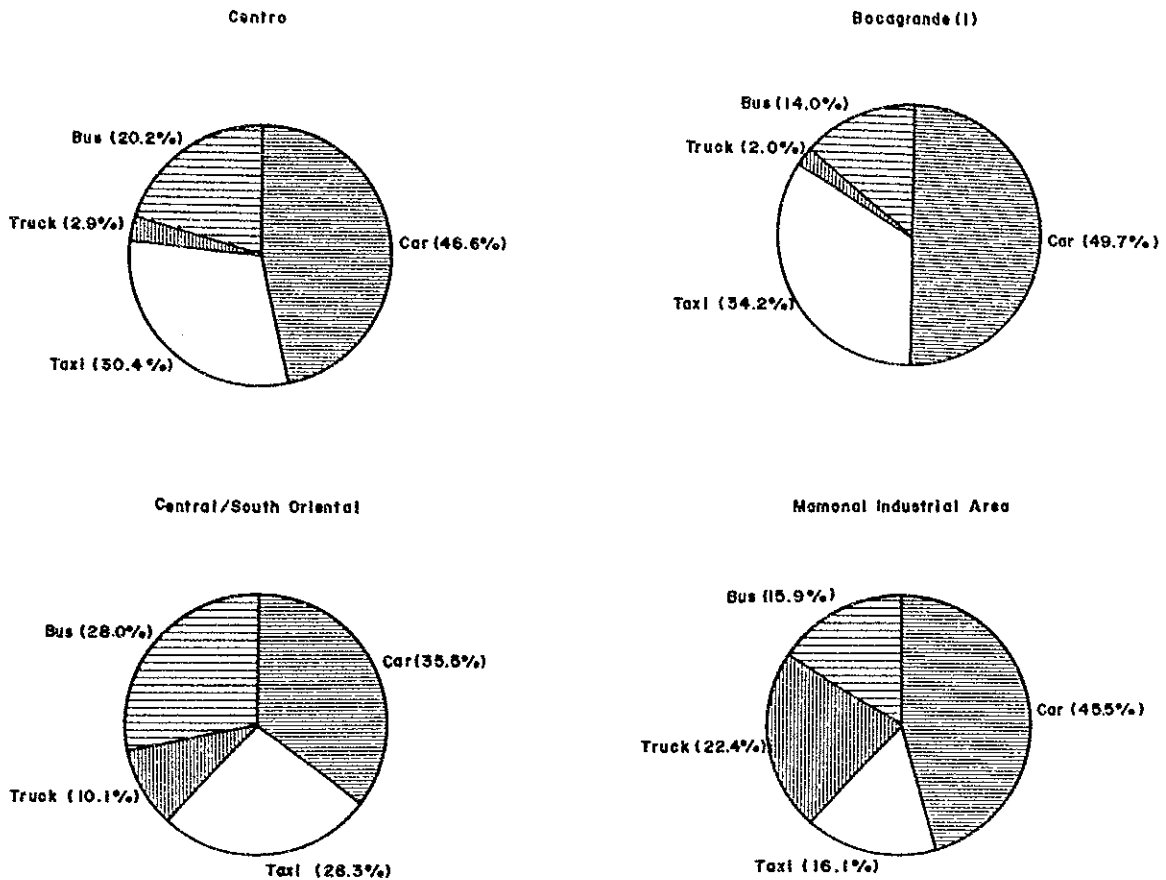 Centro
Bus (20.2%)
Truck (2.9%)
Car (46.6%)
Taxi (30.4%)
Bocagrande (1)
Bus (14.0%)
Truck (2.0%)
Car (49.7%)
Taxi (34.2%)
Central/South Oriental
Bus (28.0%)
Car (35.6%)
Truck (10.1%)
Taxi (26.3%)
Mamonal Industrial Area
Bus (15.9%)
Car (45.5%)
Truck (22.4%)
Taxi (16.1%)